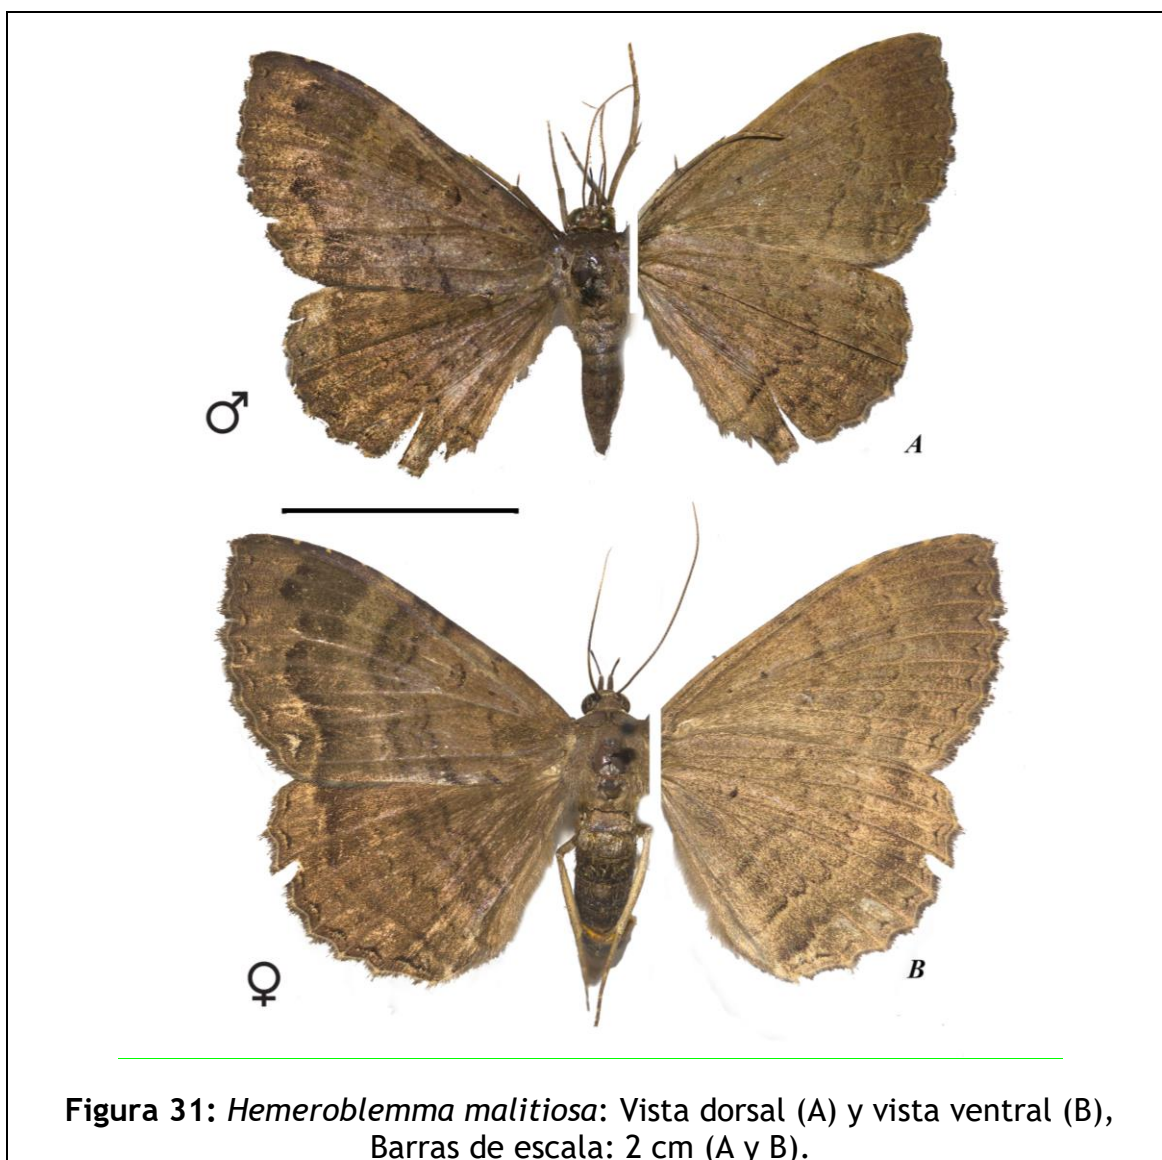 ♂
A
♀
B
Figura 31: Hemeroblemma malitiosa: Vista dorsal (A) y vista ventral (B),
Barras de escala: 2 cm (A y B).